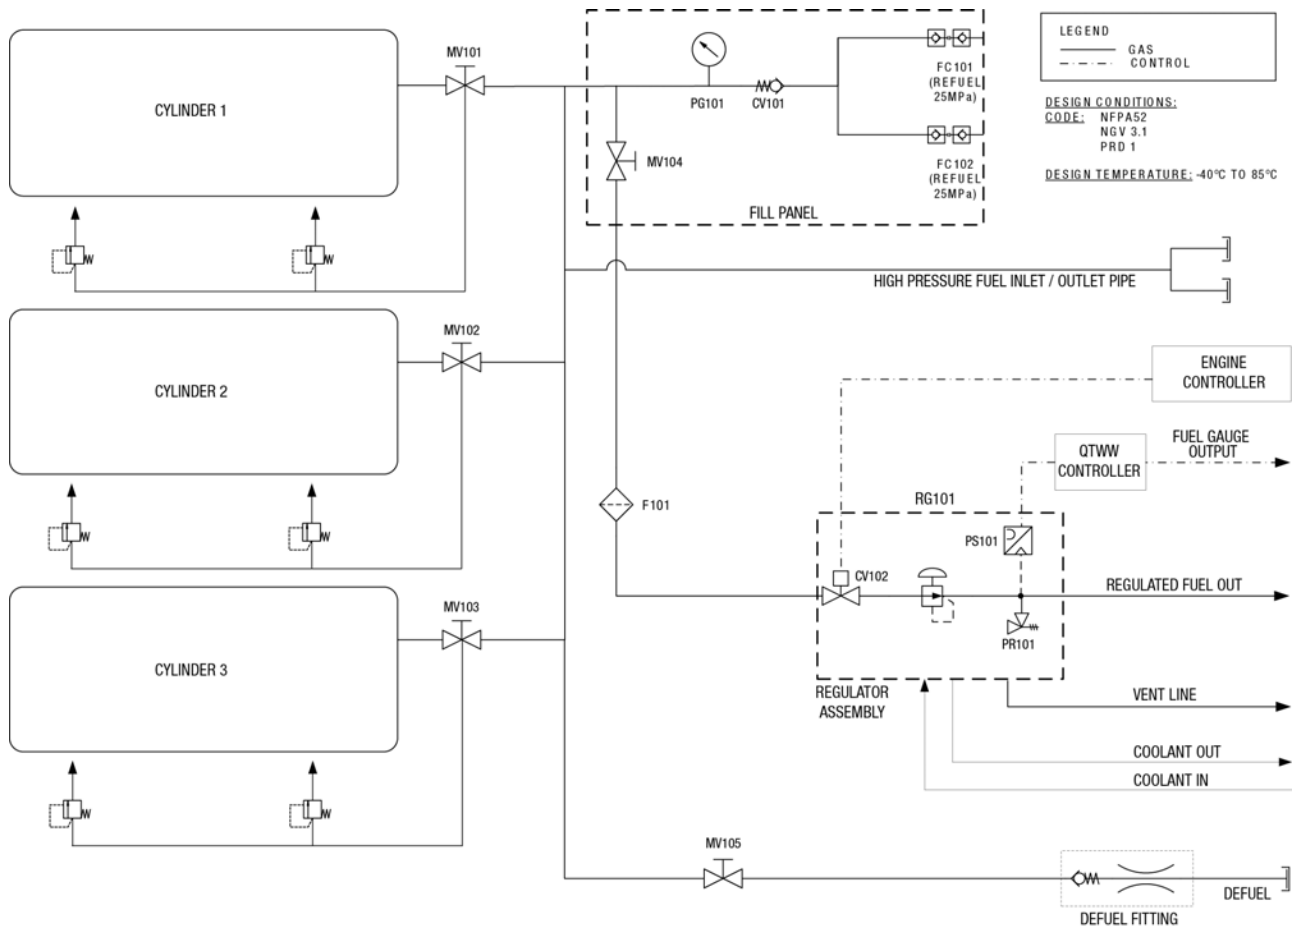 CYLINDER 1
MV101
PG101
CV101
FC101
(REFUEL
25MPa)
FC102
(REFUEL
25MPa)
MV104
FILL PANEL
LEGEND
GAS
CONTROL
DESIGN CONDITIONS:
CODE: NFPA52
NGV 3.1
PRD 1
DESIGN TEMPERATURE: -40°C TO 85°C
HIGH PRESSURE FUEL INLET / OUTLET PIPE
CYLINDER 2
MV102
ENGINE
CONTROLLER
QTWW
CONTROLLER
FUEL GAUGE
OUTPUT
F101
RG101
PS101
CV102
REGULATED FUEL OUT
PR101
CYLINDER 3
MV103
REGULATOR
ASSEMBLY
VENT LINE
COOLANT OUT
COOLANT IN
MV105
DEFUEL
DEFUEL FITTING